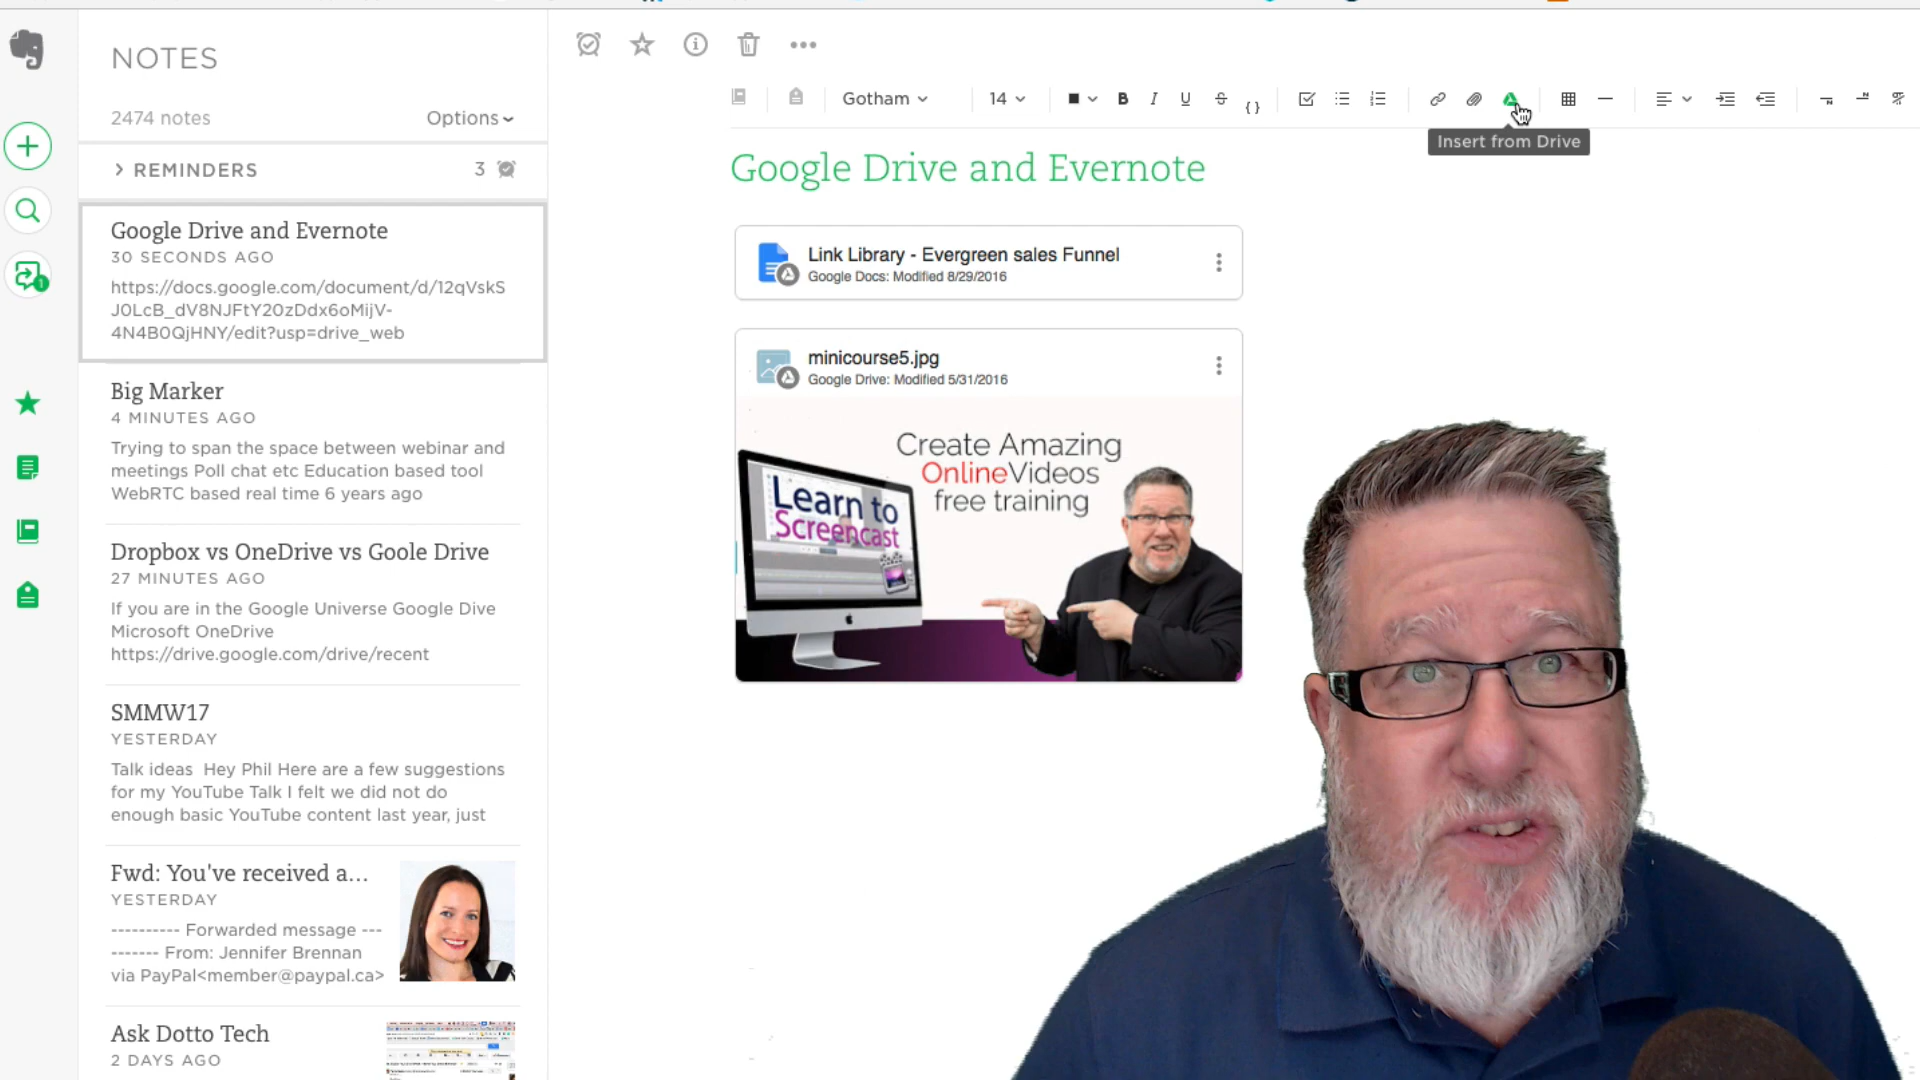 NOTES
2474 notes
Options
REMINDERS
3
Google Drive and Evernote
30 SECONDS AGO
https://docs.google.com/document/d/12qVskS
J0LcB_dV8NJFtY20zDdx6oMijV-
4N4B0QjHNY/edit?usp=drive_web
Big Marker
4 MINUTES AGO
Trying to span the space between webinar and
meetings Poll chat etc Education based tool
WebRTC based real time 6 years ago
Dropbox vs OneDrive vs Goole Drive
27 MINUTES AGO
If you are in the Google Universe Google Dive
Microsoft OneDrive
https://drive.google.com/drive/recent
SMMW17
YESTERDAY
Talk ideas Hey Phil Here are a few suggestions
for my YouTube Talk I felt we did not do
enough basic YouTube content last year, just
Fwd: You've received a...
YESTERDAY
---------- Forwarded message ---
------- From: Jennifer Brennan
via PayPal<member@paypal.ca>
Ask Dotto Tech
2 DAYS AGO
1
Gotham
14
B
I
U
S
{ }
Insert from Drive
Google Drive and Evernote
Link Library - Evergreen sales Funnel
Google Docs: Modified 8/29/2016
minicourse5.jpg
Google Drive: Modified 5/31/2016
Create Amazing
OnlineVideos
free training
Learn to
Screencast